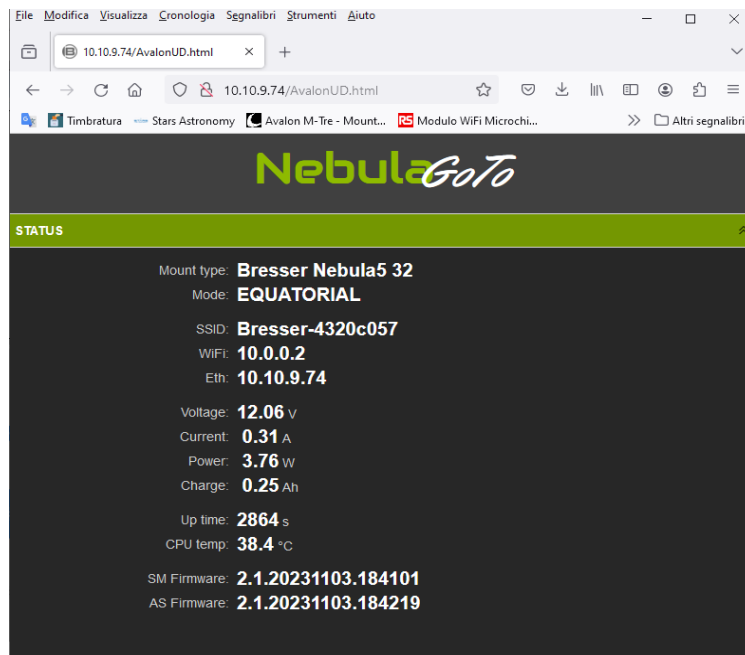 File Modifica Visualizza Cronologia Segnalibri Strumenti Aiuto
10.10.9.74/AvalonUD.html
10.10.9.74/AvalonUD.html
Timbratura Stars Astronomy Avalon M-Tre - Mount... RS Modulo WiFi Microchi... Altri segnalibri
NebulaGoTo
STATUS
Mount type: Bresser Nebula5 32
Mode: EQUATORIAL
SSID: Bresser-4320c057
WiFi: 10.0.0.2
Eth: 10.10.9.74
Voltage: 12.06 V
Current: 0.31 A
Power: 3.76 W
Charge: 0.25 Ah
Up time: 2864 s
CPU temp: 38.4 °C
SM Firmware: 2.1.20231103.184101
AS Firmware: 2.1.20231103.184219